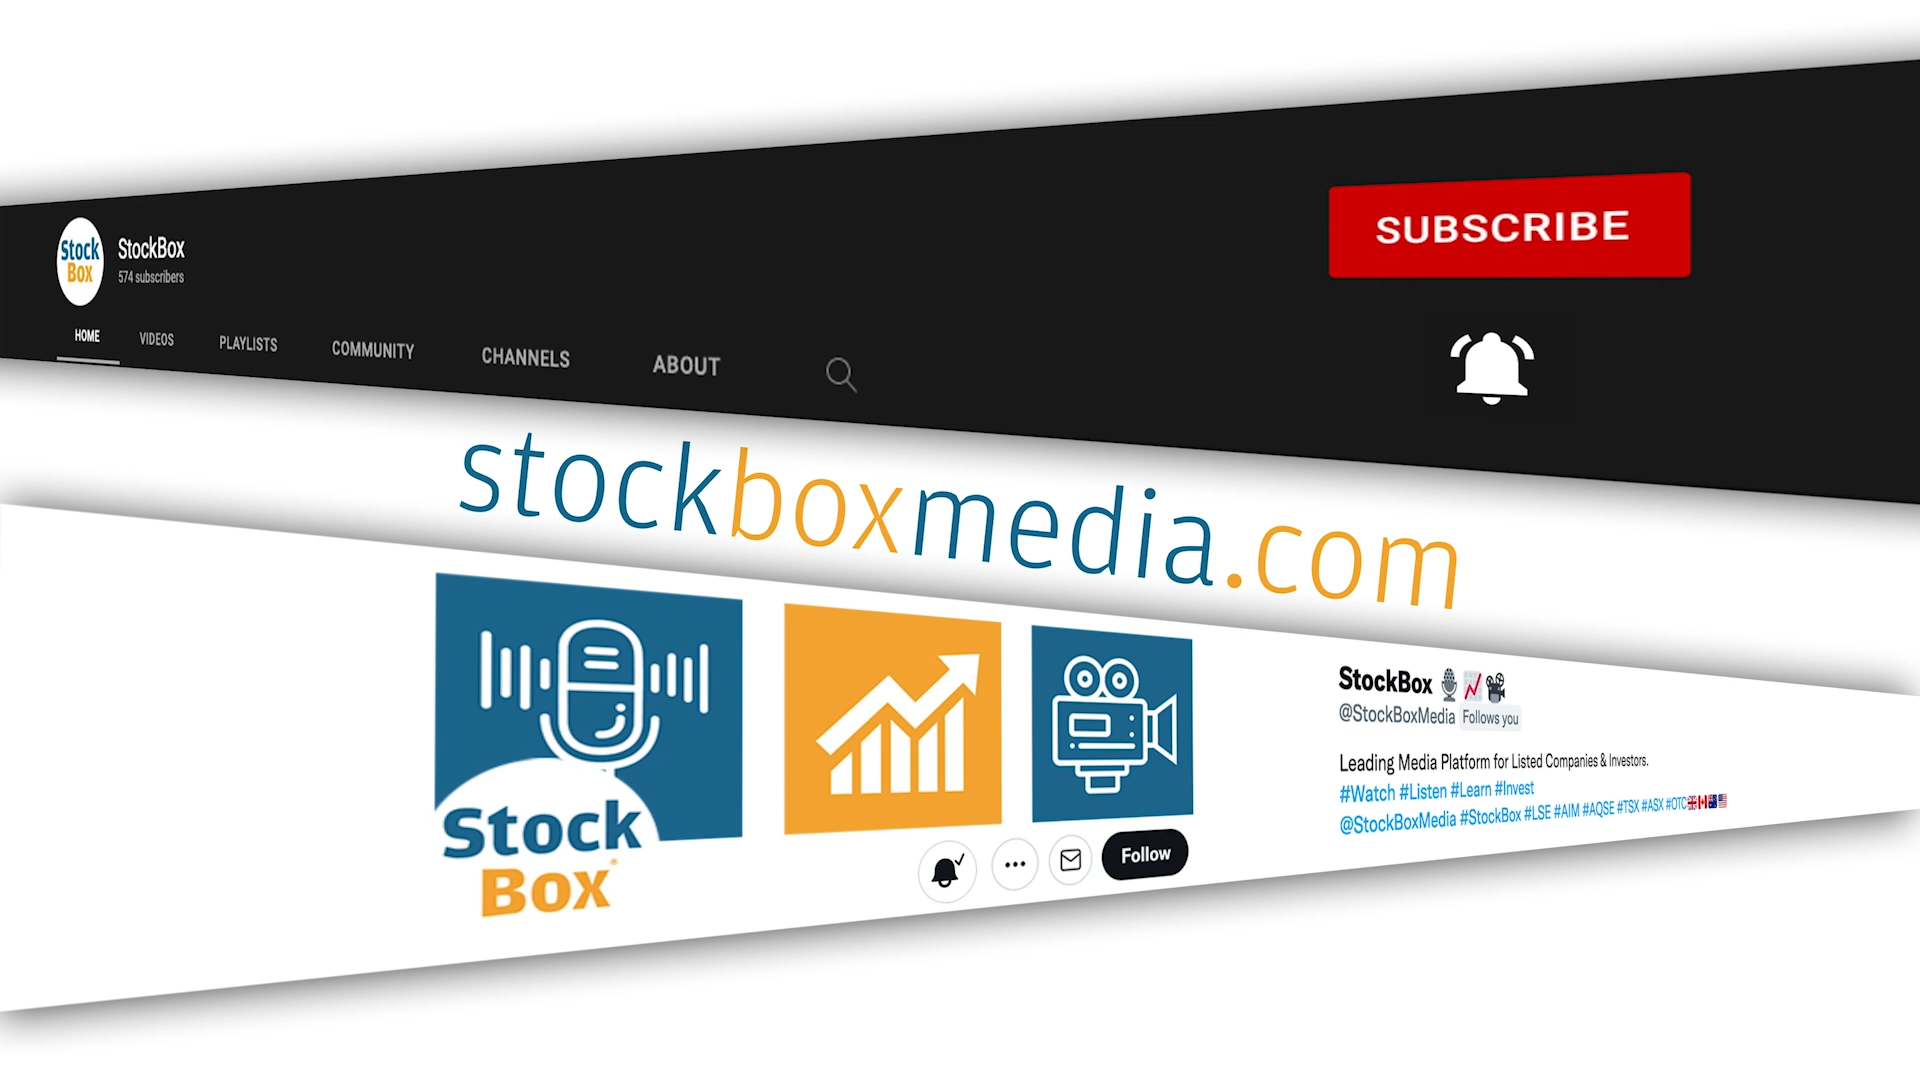 Stock
Box
StockBox
574 subscribers
SUBSCRIBE
HOME VIDEOS PLAYLISTS COMMUNITY CHANNELS ABOUT
stockboxmedia.com
Stock
Box
Follow
StockBox
@StockBoxMedia Follows you
Leading Media Platform for Listed Companies & Investors.
#Watch #Listen #Learn #Invest
@StockBoxMedia #StockBox #LSE #AIM #AQSE #TSX #ASX #OTC🇬🇧🇨🇦🇦🇺🇺🇸